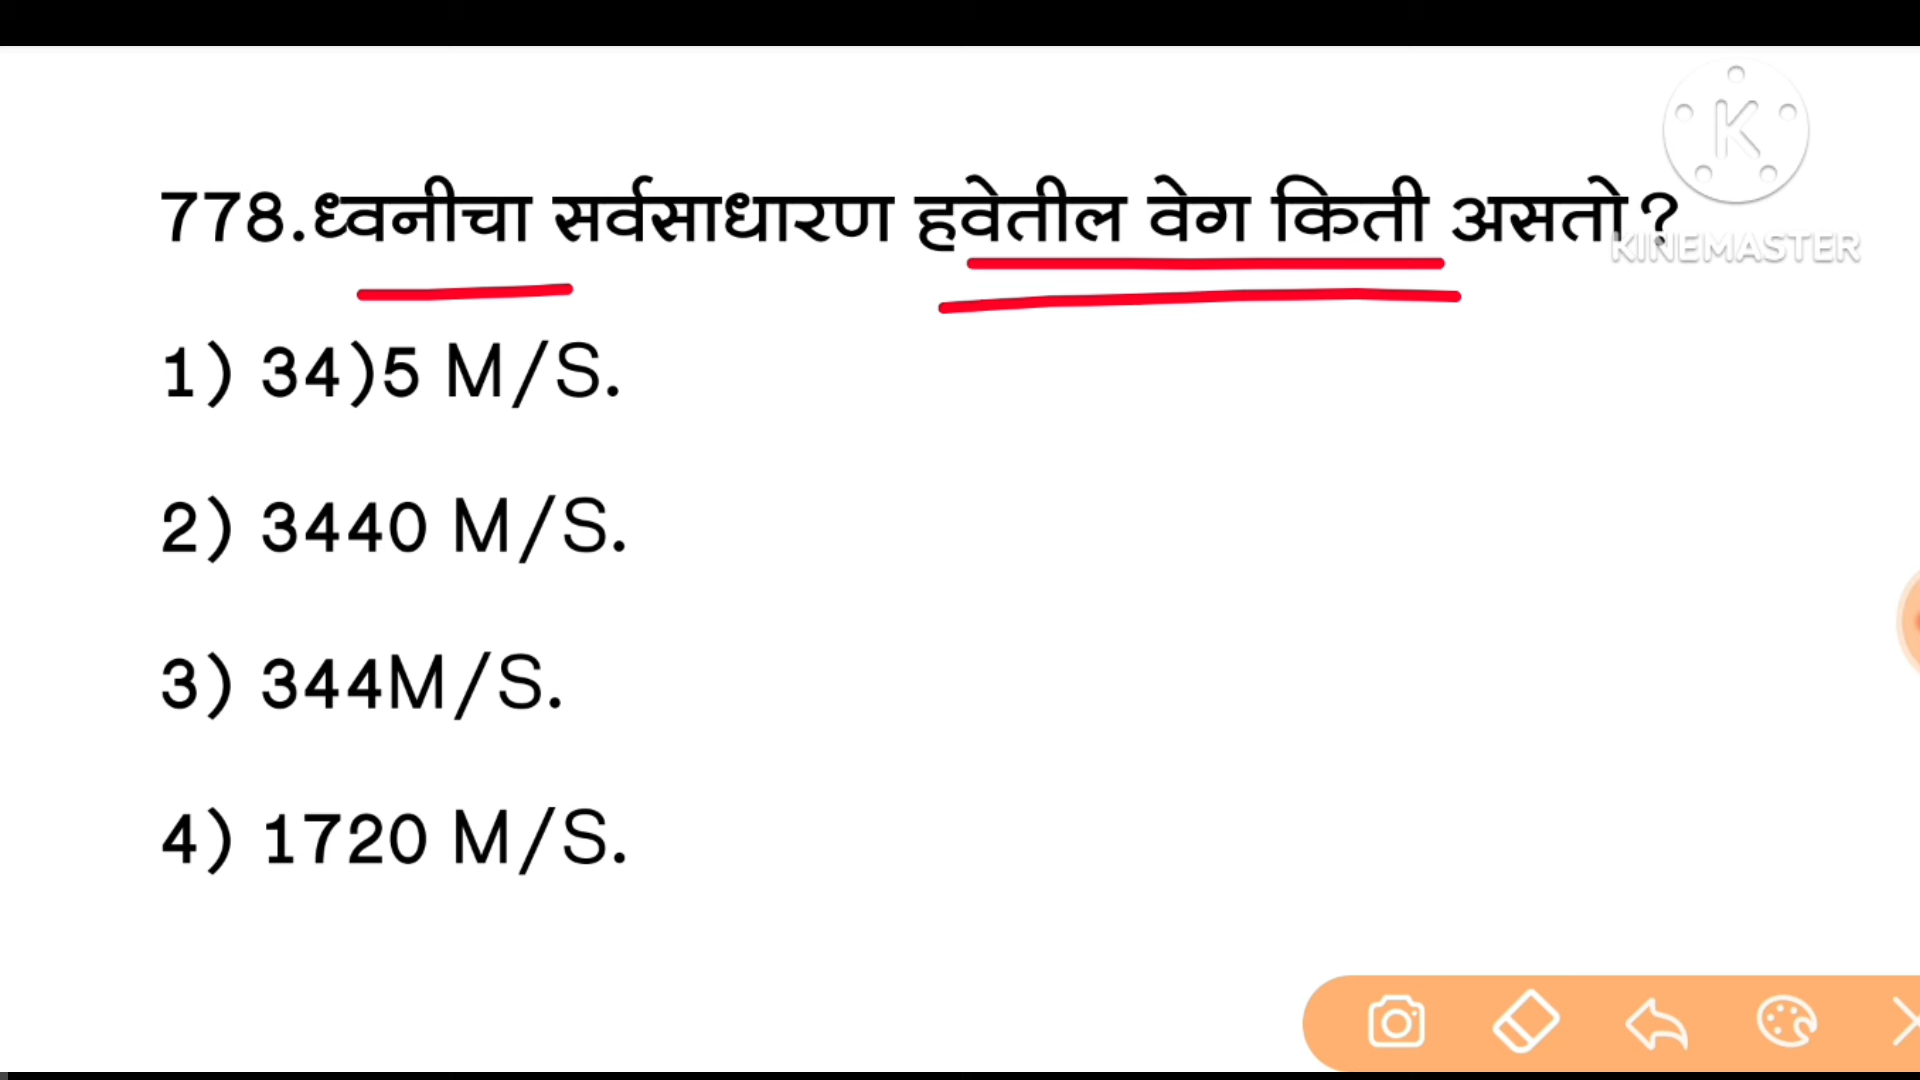 778.ध्वनीचा सर्वसाधारण हवेतील वेग किती असतो?
1) 34)5 M/S.
2) 3440 M/S.
3) 344M/S.
4) 1720 M/S.
K
KINEMASTER